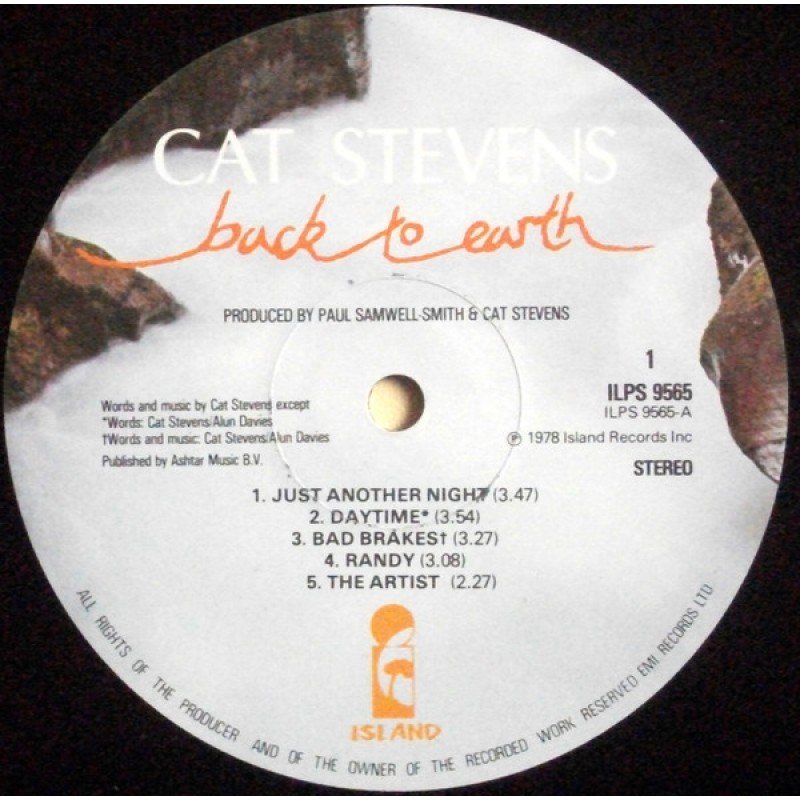 CAT STEVENS
back to earth
PRODUCED BY PAUL SAMWELL-SMITH & CAT STEVENS
1
ILPS 9565
ILPS 9565-A
Words and music by Cat Stevens except
*Words: Cat Stevens/Alun Davies
†Words and music: Cat Stevens/Alun Davies
Published by Ashtar Music B.V.
℗ 1978 Island Records Inc
STEREO
1. JUST ANOTHER NIGHT (3.47)
2. DAYTIME* (3.54)
3. BAD BRAKES† (3.27)
4. RANDY (3.08)
5. THE ARTIST (2.27)
ISLAND
ALL RIGHTS OF THE PRODUCER AND OF THE OWNER OF THE RECORDED WORK RESERVED EMI RECORDS LTD